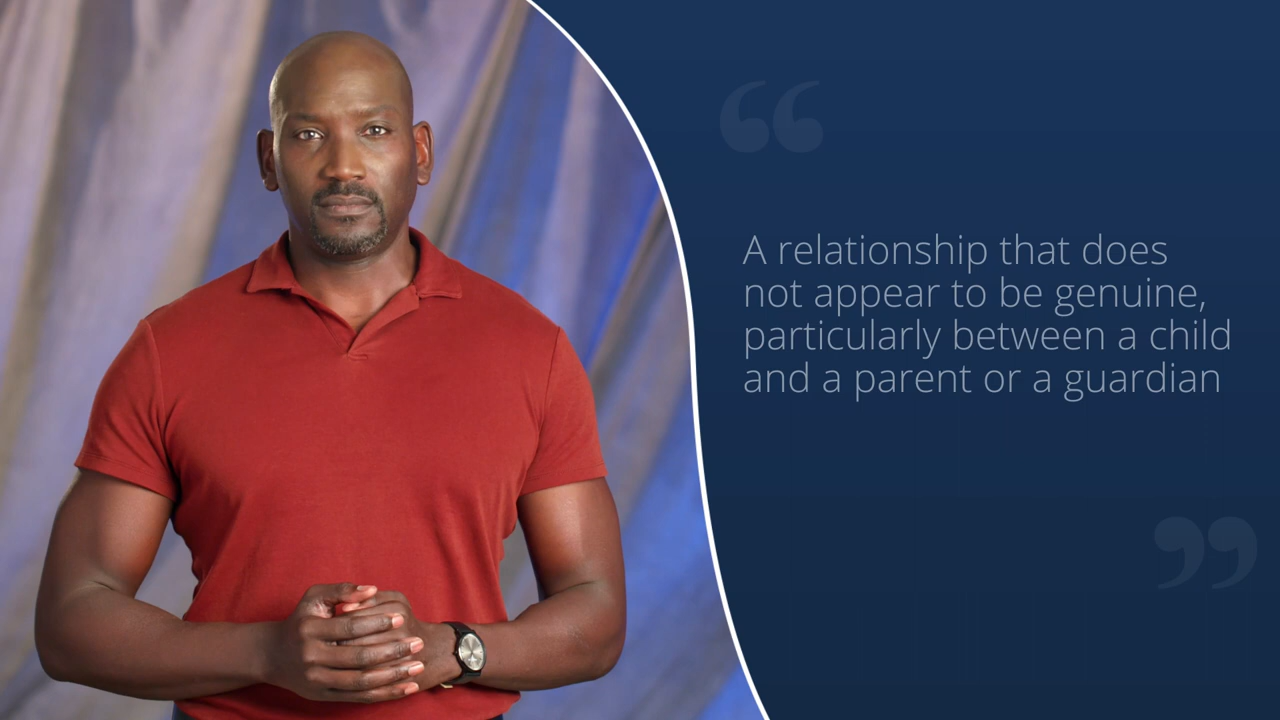 “
A relationship that does
not appear to be genuine,
particularly between a child
and a parent or a guardian
”